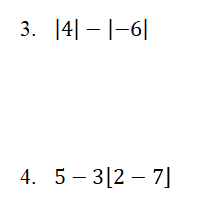 3. |4| − |−6|
4. 5 − 3[2 − 7]